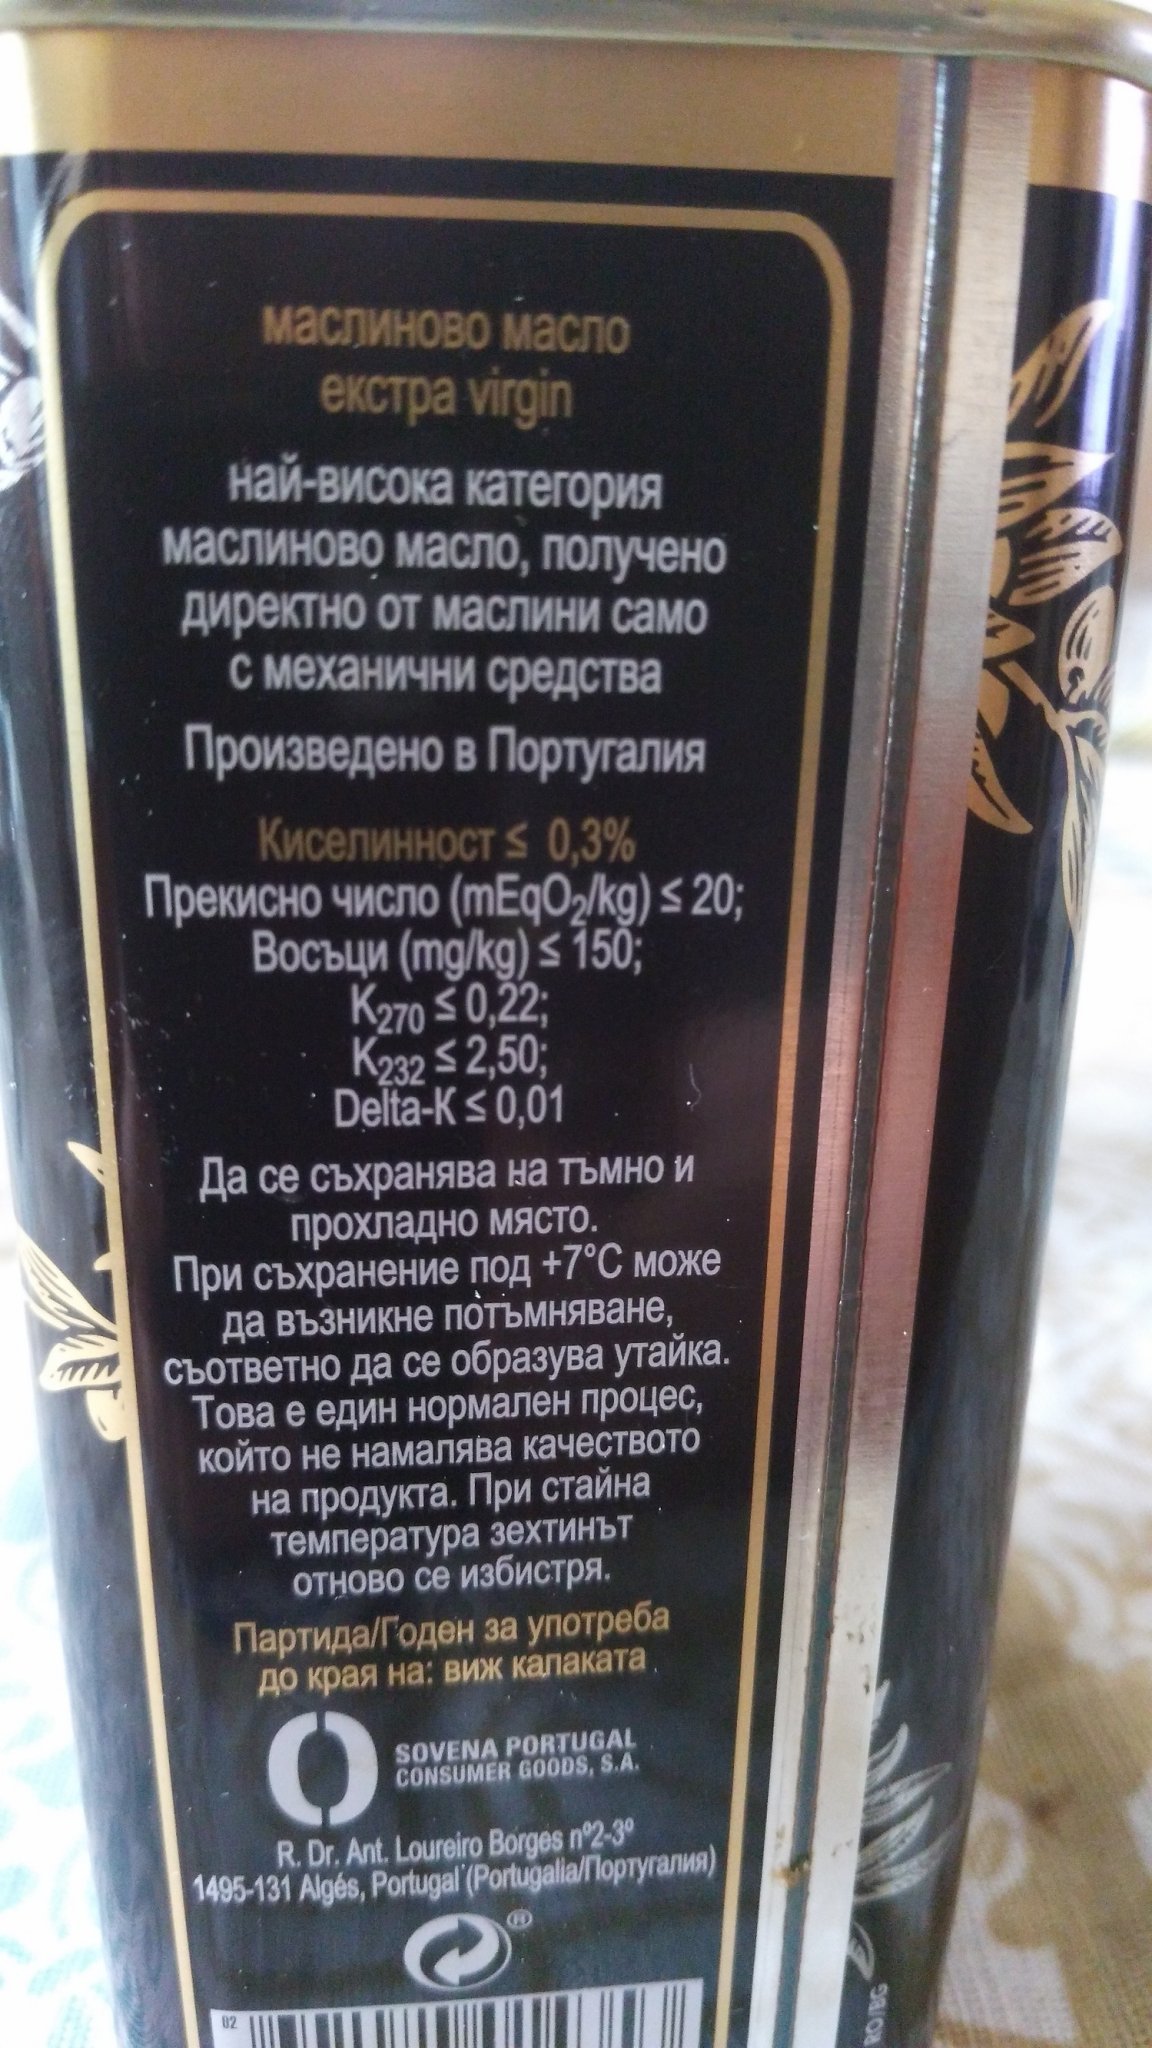 маслиново масло
екстра virgin
най-висока категория
маслиново масло, получено
директно от маслини само
с механични средства
Произведено в Португалия
Киселинност ≤ 0,3%
Прекисно число (mEqO₂/kg) ≤ 20;
Восъци (mg/kg) ≤ 150;
K₂₇₀ ≤ 0,22;
K₂₃₂ ≤ 2,50;
Delta-K ≤ 0,01
Да се съхранява на тъмно и
прохладно място.
При съхранение под +7°C може
да възникне потъмняване,
съответно да се образува утайка.
Това е един нормален процес,
който не намалява качеството
на продукта. При стайна
температура зехтинът
отново се избистря.
Партида/Годен за употреба
до края на: виж капаката
SOVENA PORTUGAL
CONSUMER GOODS, S.A.
R. Dr. Ant. Loureiro Borges nº2-3º
1495-131 Algés, Portugal (Portugalia/Португалия)
®
02
RO/BG